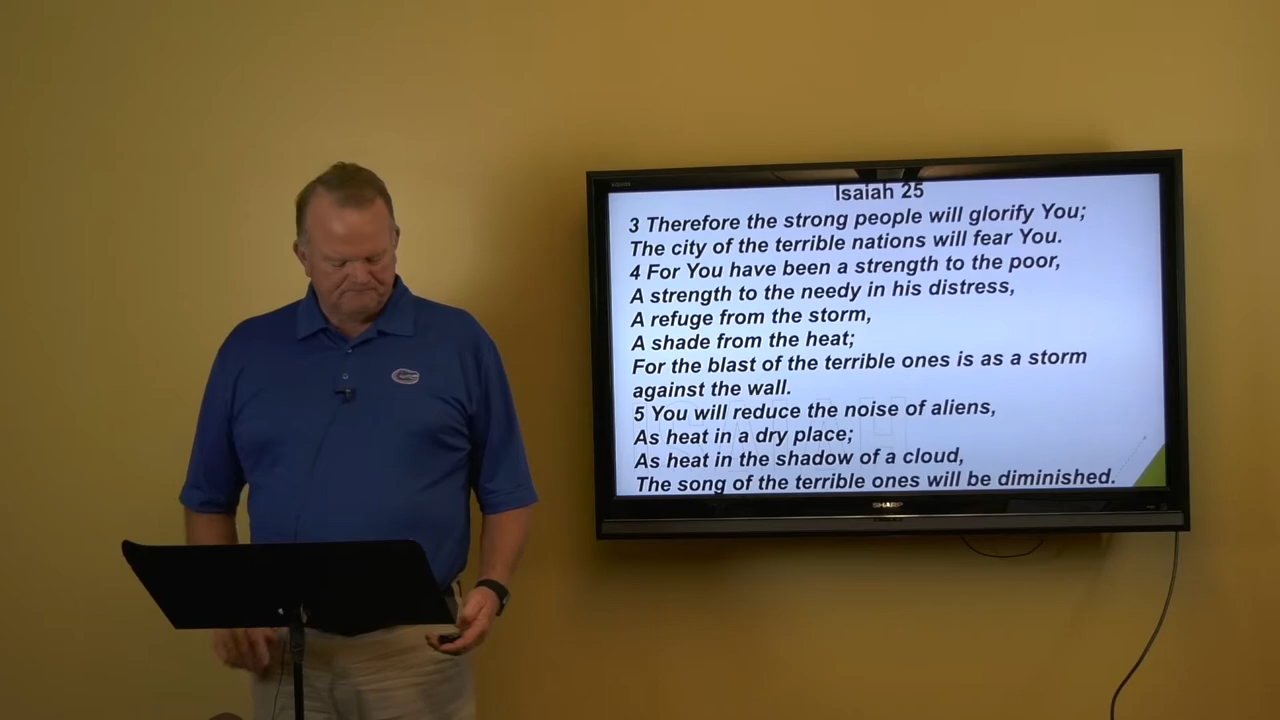 Isaiah 25
3 Therefore the strong people will glorify You;
The city of the terrible nations will fear You.
4 For You have been a strength to the poor,
A strength to the needy in his distress,
A refuge from the storm,
A shade from the heat;
For the blast of the terrible ones is as a storm
against the wall.
5 You will reduce the noise of aliens,
As heat in a dry place;
As heat in the shadow of a cloud,
The song of the terrible ones will be diminished.
ISAIAH
SHARP